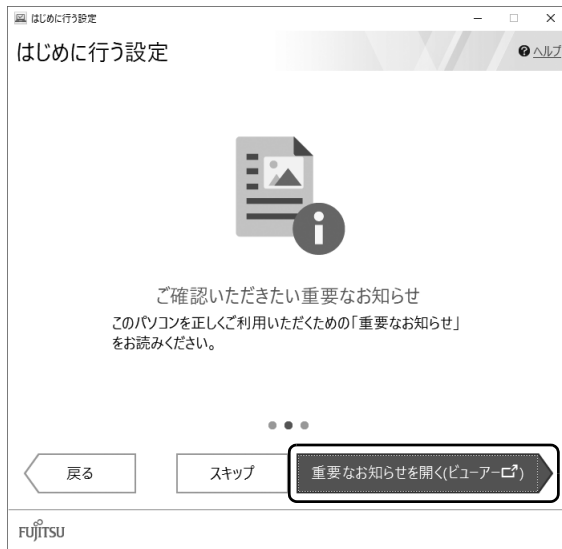 はじめに行う設定
はじめに行う設定
ヘルプ
ご確認いただきたい重要なお知らせ
このパソコンを正しくご利用いただくための「重要なお知らせ」
をお読みください。
戻る
スキップ
重要なお知らせを開く(ビューアー)
FUJITSU